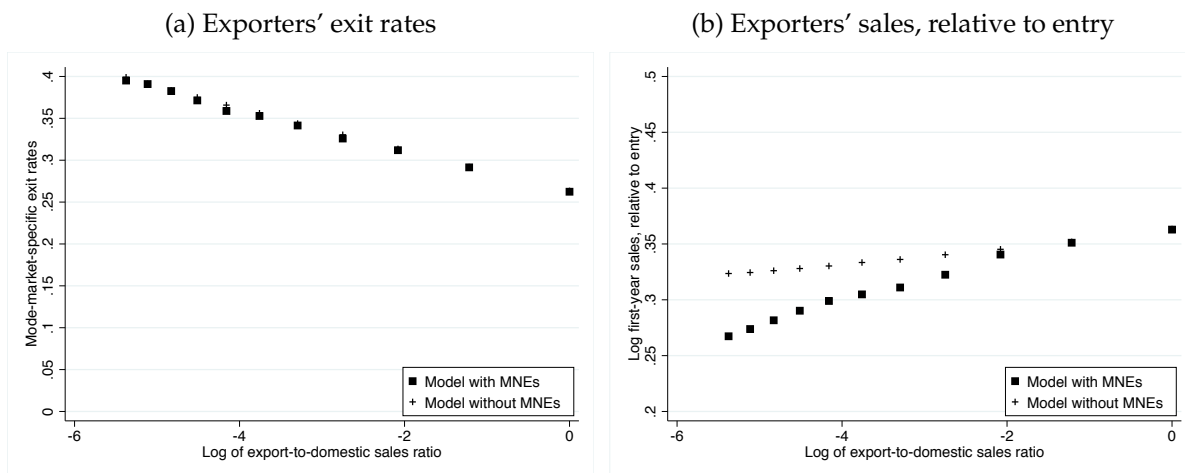 (a) Exporters’ exit rates
Mode-market-specific exit rates
.4
.35
.3
.25
.2
.15
.1
.05
0
-6
-4
-2
0
Log of export-to-domestic sales ratio
Model with MNEs
Model without MNEs
(b) Exporters’ sales, relative to entry
Log first-year sales, relative to entry
.5
.45
.4
.35
.3
.25
.2
-6
-4
-2
0
Log of export-to-domestic sales ratio
Model with MNEs
Model without MNEs